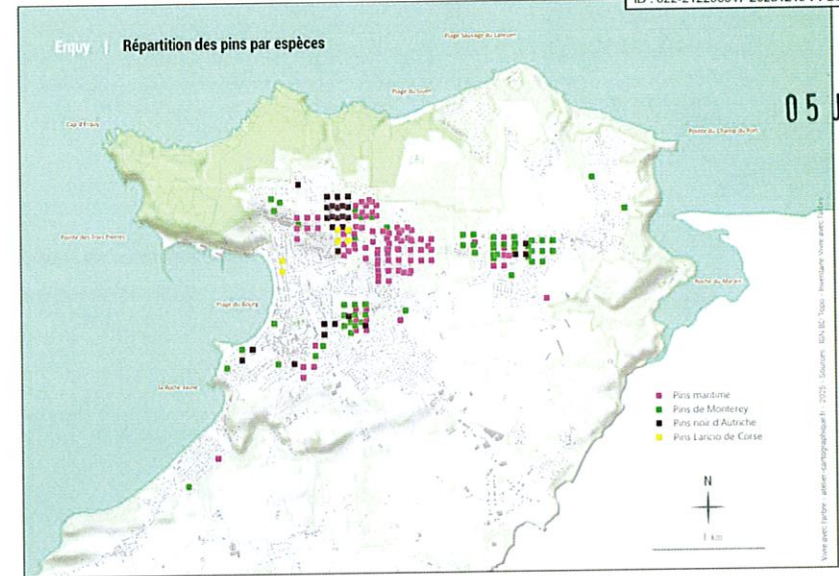 Erquy | Répartition des pins par espèces
Plage Sauvage du Lanruen
Plage du Guen
05 J
Cap d'Erquy
Pointe du Champ du Port
Pointe des Trois Pierres
Roche du Marais
Plage du Bourg
la Roche Jaune
Pins maritime
Pins de Monterey
Pins noir d'Autriche
Pins Laricio de Corse
N
1 km